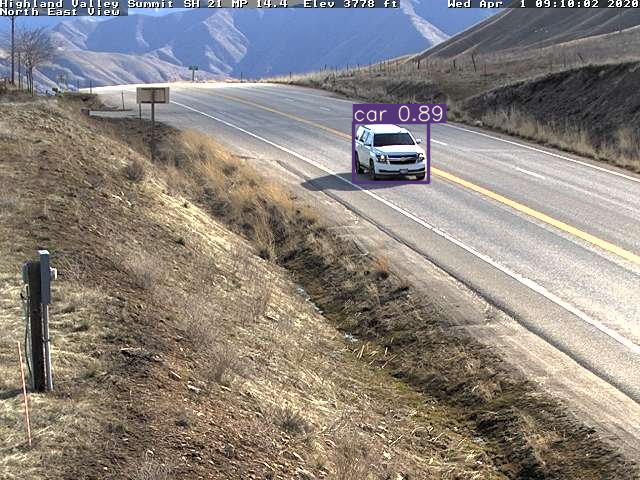 Highland Valley Summit SH 21 MP 14.4 Elev 3778 ft Wed Apr 1 09:10:02 2020
North East View
car 0.89